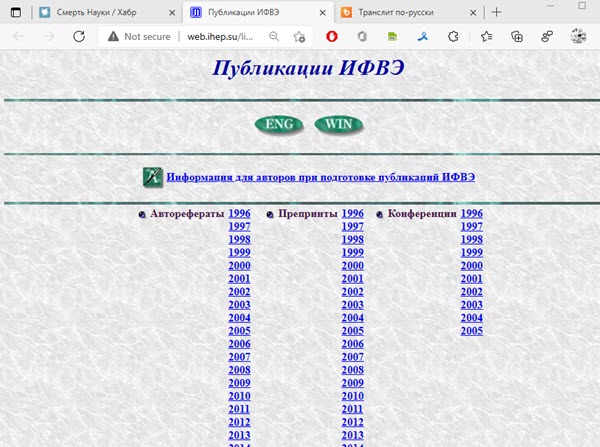 Смерть Науки / Хабр
Публикации ИФВЭ
Транслит по-русски
Not secure | web.ihep.su/li...
Публикации ИФВЭ
ENG WIN
Информация для авторов при подготовке публикаций ИФВЭ
Авторефераты 1996 Препринты 1996 Конференции 1996
1997 1997 1997
1998 1998 1998
1999 1999 1999
2000 2000 2000
2001 2001 2001
2002 2002 2002
2003 2003 2003
2004 2004 2004
2005 2005 2005
2006 2006
2007 2007
2008 2008
2009 2009
2010 2010
2011 2011
2012 2012
2013 2013